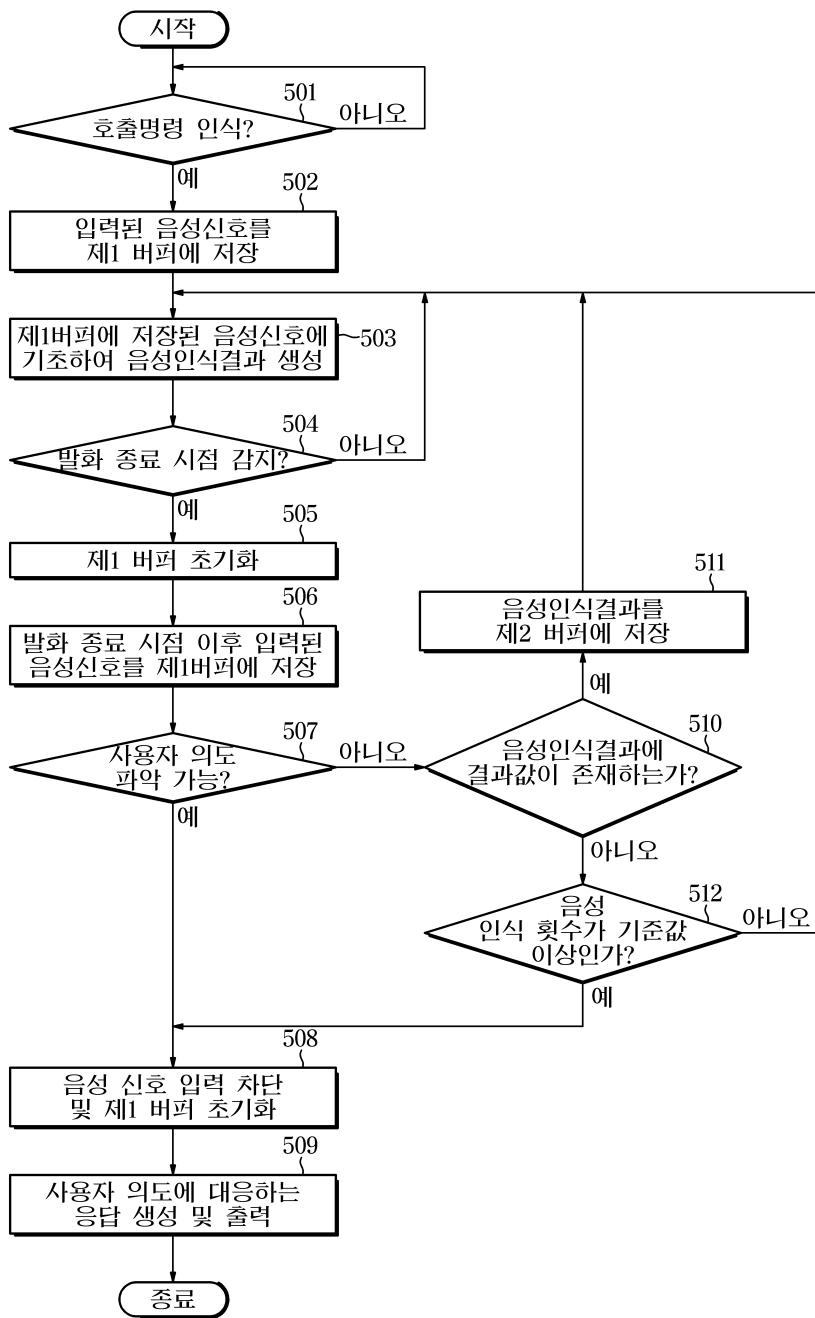 시작
501
호출명령 인식?
아니오
예
502
입력된 음성신호를
제1 버퍼에 저장
제1버퍼에 저장된 음성신호에
기초하여 음성인식결과 생성
503
504
발화 종료 시점 감지?
아니오
예
505
제1 버퍼 초기화
506
발화 종료 시점 이후 입력된
음성신호를 제1버퍼에 저장
507
사용자 의도
파악 가능?
아니오
예
511
음성인식결과를
제2 버퍼에 저장
예
510
음성인식결과에
결과값이 존재하는가?
아니오
512
음성
인식 횟수가 기준값
이상인가?
아니오
예
508
음성 신호 입력 차단
및 제1 버퍼 초기화
509
사용자 의도에 대응하는
응답 생성 및 출력
종료